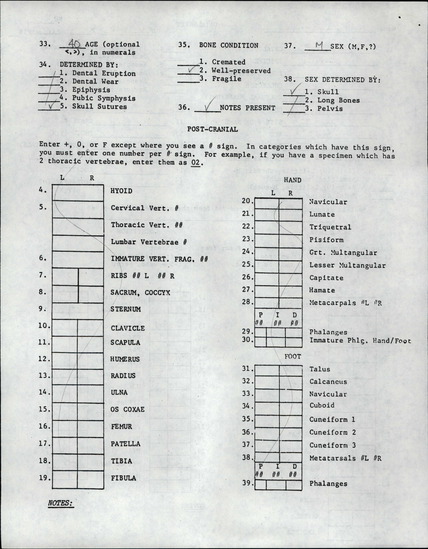 33. 40 AGE (optional <,>), in numerals
34. DETERMINED BY:
1. Dental Eruption
2. Dental Wear
3. Epiphysis
4. Pubic Symphysis
✓ 5. Skull Sutures
35. BONE CONDITION
1. Cremated
✓ 2. Well-preserved
3. Fragile
36. ✓ NOTES PRESENT
37. M SEX (M,F,?)
38. SEX DETERMINED BY:
✓ 1. Skull
2. Long Bones
3. Pelvis
POST-CRANIAL
Enter +, 0, or F except where you see a # sign. In categories which have this sign,
you must enter one number per # sign. For example, if you have a specimen which has
2 thoracic vertebrae, enter them as 02.
L R
4. HYOID
5. Cervical Vert. #
Thoracic Vert. ##
Lumbar Vertebrae #
6. IMMATURE VERT. FRAG. ##
7. RIBS ## L ## R
8. SACRUM, COCCYX
9. STERNUM
10. CLAVICLE
11. SCAPULA
12. HUMERUS
13. RADIUS
14. ULNA
15. OS COXAE
16. FEMUR
17. PATELLA
18. TIBIA
19. FIBULA
NOTES:
HAND
L R
20. Navicular
21. Lunate
22. Triquetral
23. Pisiform
24. Grt. Multangular
25. Lesser Multangular
26. Capitate
27. Hamate
28. Metacarpals #L #R
P I D
## ## ##
29. Phalanges
30. Immature Phlg. Hand/Foot
FOOT
31. Talus
32. Calcaneus
33. Navicular
34. Cuboid
35. Cuneiform 1
36. Cuneiform 2
37. Cuneiform 3
38. Metatarsals #L #R
P I D
## ## ##
39. Phalanges